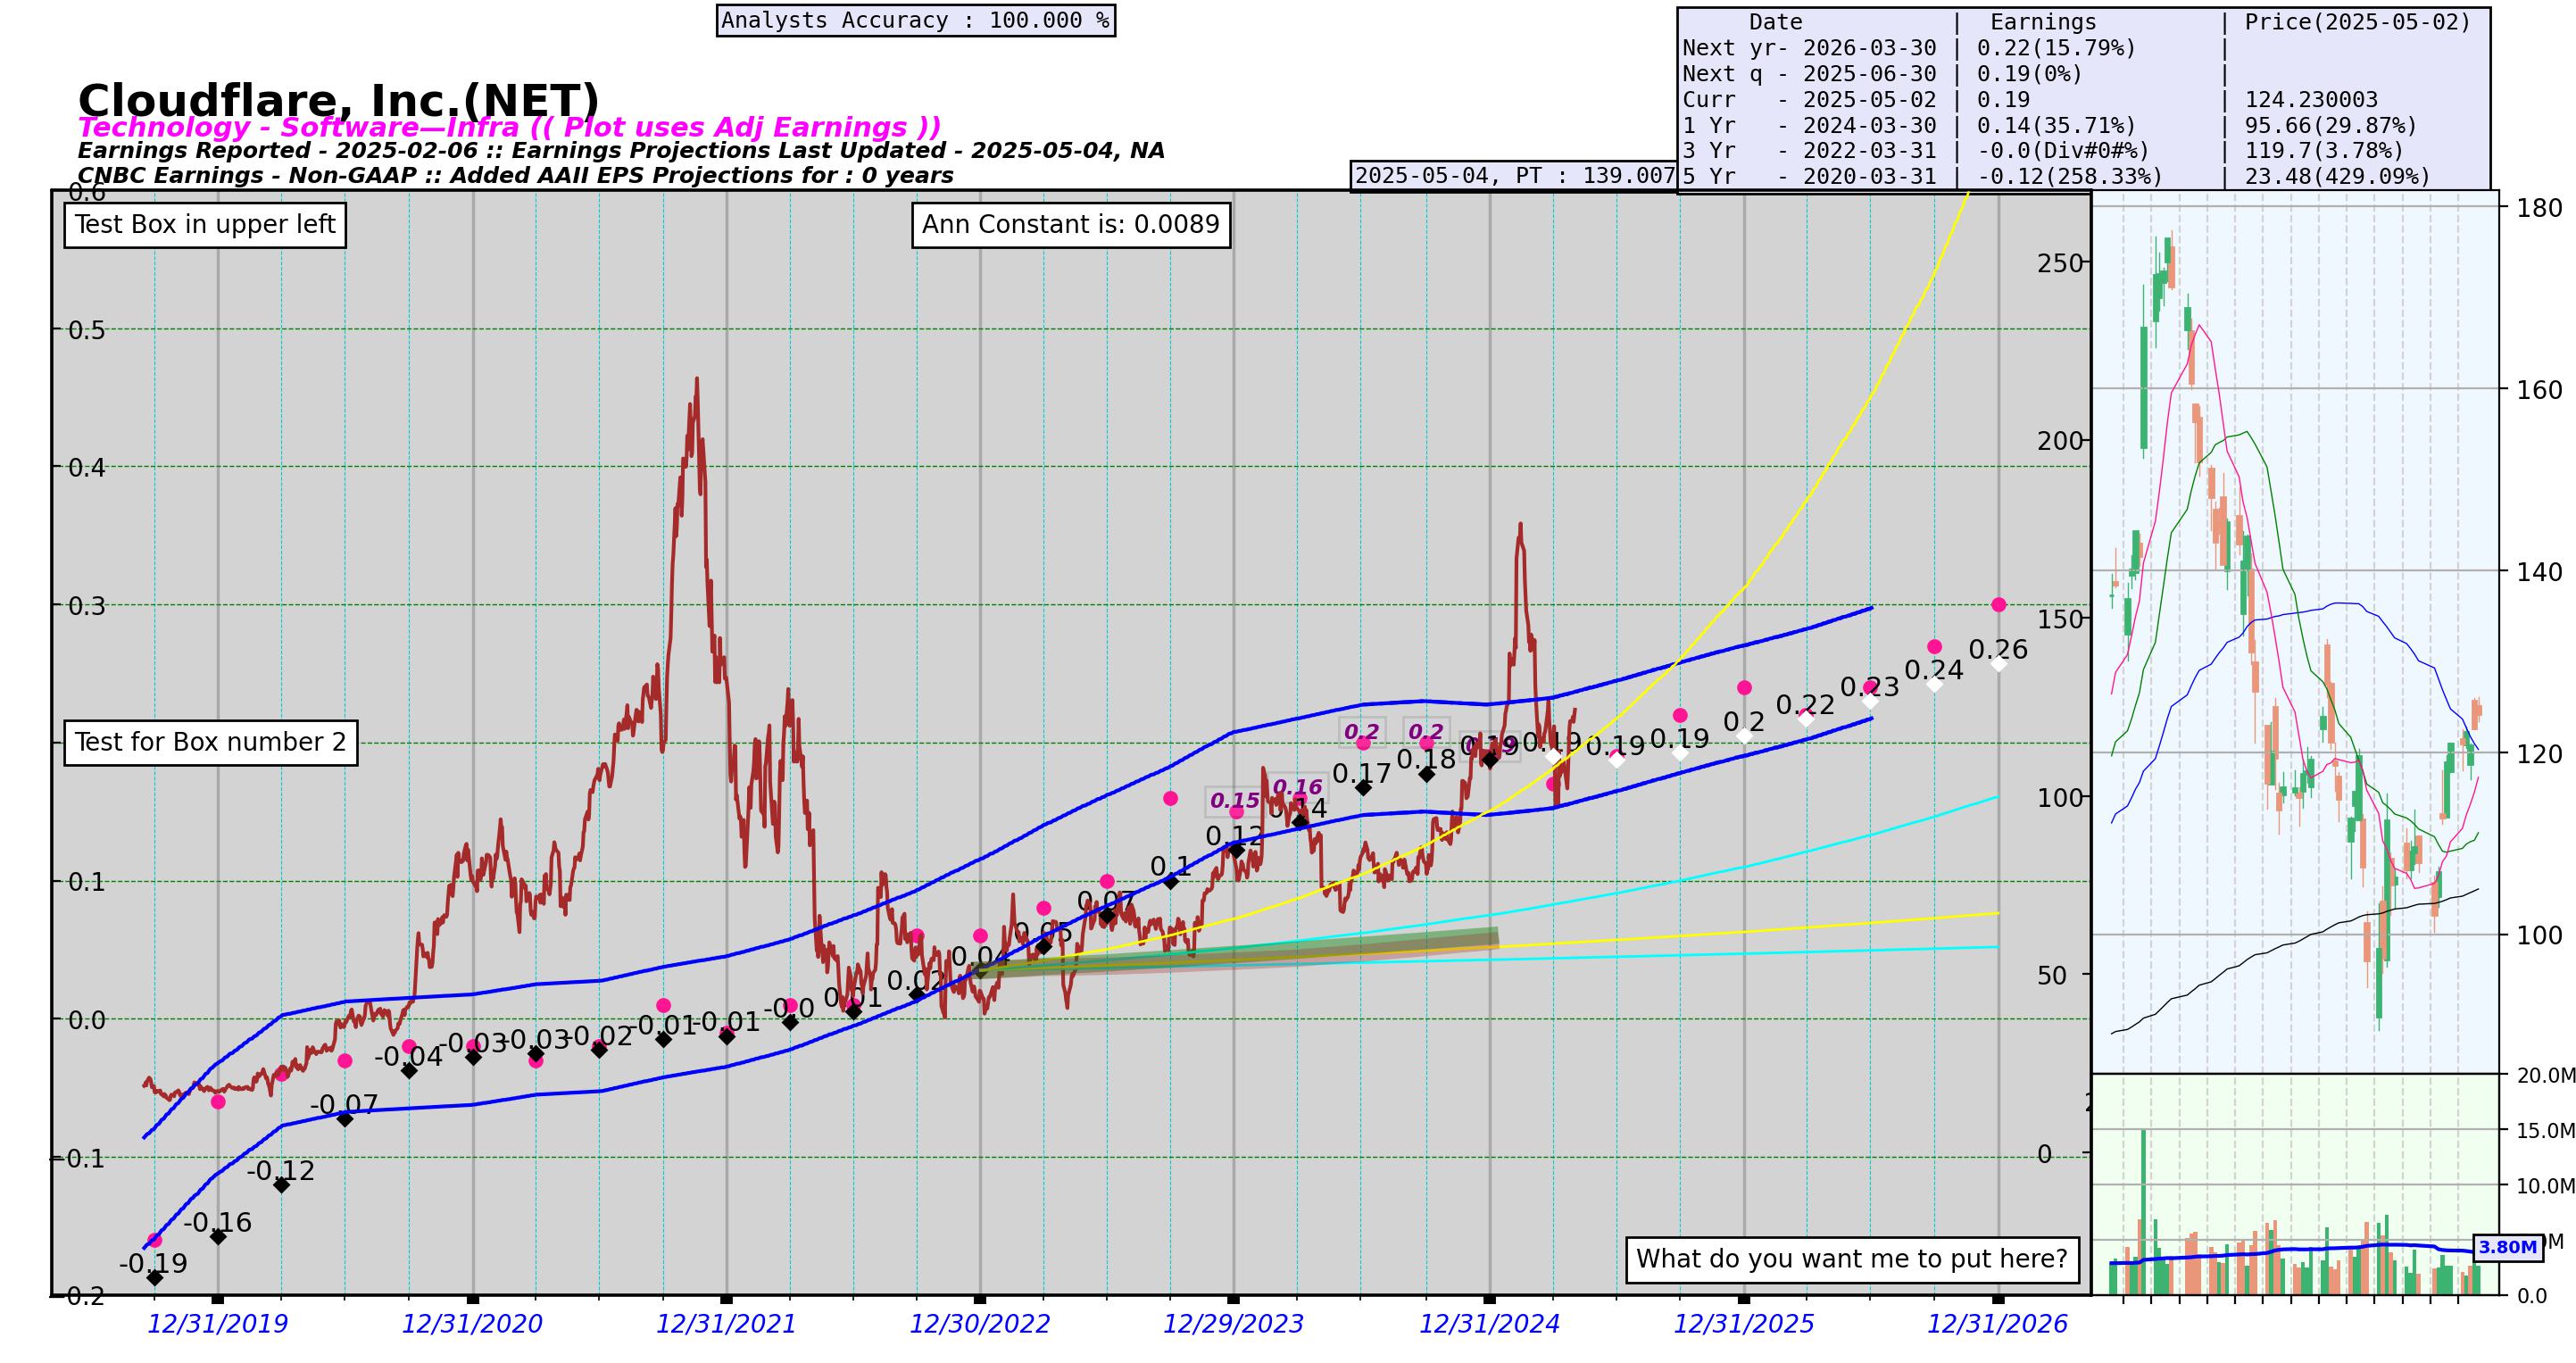 Analysts Accuracy : 100.000 %
Date | Earnings | Price(2025-05-02)
Next yr- 2026-03-30 | 0.22(15.79%) |
Next q - 2025-06-30 | 0.19(0%) |
Curr - 2025-05-02 | 0.19 | 124.230003
1 Yr - 2024-03-30 | 0.14(35.71%) | 95.66(29.87%)
3 Yr - 2022-03-31 | -0.0(Div#0#%) | 119.7(3.78%)
5 Yr - 2020-03-31 | -0.12(258.33%) | 23.48(429.09%)
Cloudflare, Inc.(NET)
Technology - Software—Infra (( Plot uses Adj Earnings ))
Earnings Reported - 2025-02-06 :: Earnings Projections Last Updated - 2025-05-04, NA
CNBC Earnings - Non-GAAP :: Added AAII EPS Projections for : 0 years
2025-05-04, PT : 139.007
Test Box in upper left
Ann Constant is: 0.0089
Test for Box number 2
What do you want me to put here?
0.6
0.5
0.4
0.3
0.1
0.0
-0.1
-0.2
-0.19
-0.16
-0.12
-0.07
-0.04
-0.03
-0.03
-0.02
-0.01
-0.01
-0.0
0.01
0.02
0.04
0.05
0.07
0.1
0.12
0.15
0.16
0.17
0.2
0.18
0.2
0.19
0.19
0.19
0.19
0.2
0.22
0.23
0.24
0.26
250
200
150
100
50
0
180
160
140
120
100
20.0M
15.0M
10.0M
3.80M
0.0
12/31/2019
12/31/2020
12/31/2021
12/30/2022
12/29/2023
12/31/2024
12/31/2025
12/31/2026